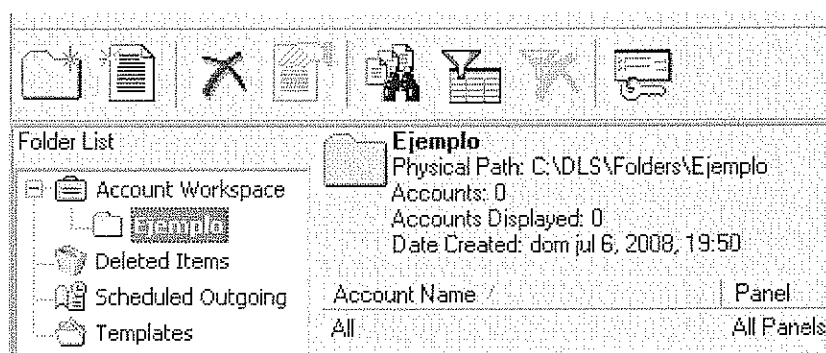 Folder List
Account Workspace
Ejemplo
Deleted Items
Scheduled Outgoing
Templates
Ejemplo
Physical Path: C:\DLS\Folders\Ejemplo
Accounts: 0
Accounts Displayed: 0
Date Created: dom jul 6, 2008, 19:50
Account Name / Panel
All All Panels